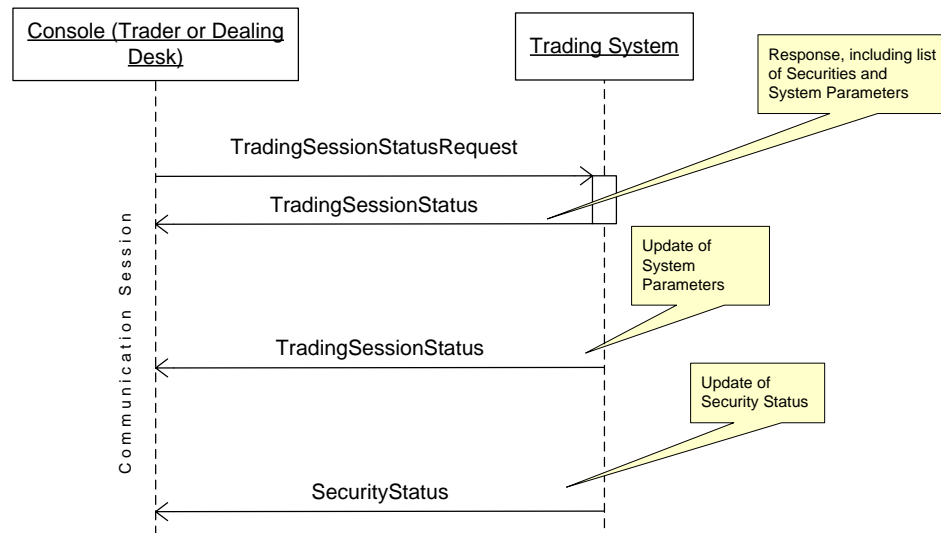 Console (Trader or Dealing
Desk)
Trading System
Response, including list
of Securities and
System Parameters
TradingSessionStatusRequest
TradingSessionStatus
Update of
System
Parameters
Communication Session
TradingSessionStatus
Update of
Security Status
SecurityStatus